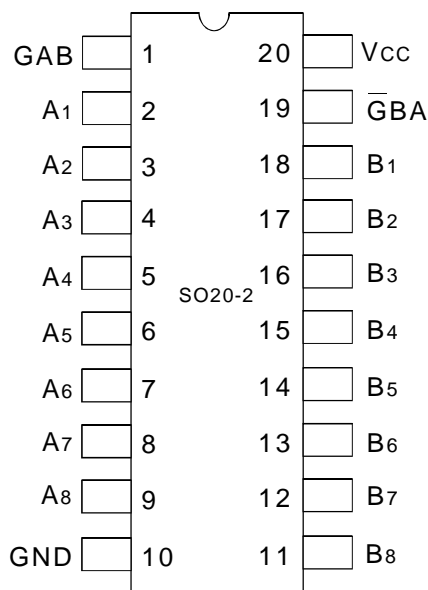 GAB 1 20 VCC
A1 2 19 G̅BA
A2 3 18 B1
A3 4 17 B2
A4 5 16 B3
SO20-2
A5 6 15 B4
A6 7 14 B5
A7 8 13 B6
A8 9 12 B7
GND 10 11 B8